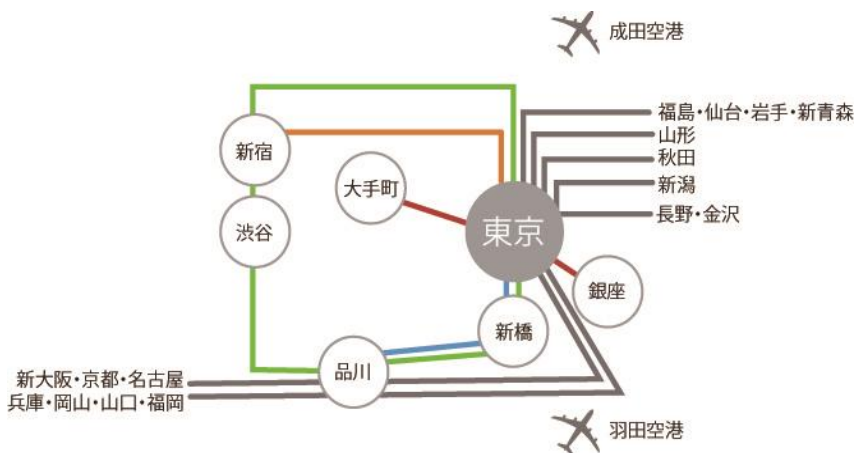 成田空港
福島・仙台・岩手・新青森
山形
秋田
新潟
長野・金沢
新宿
大手町
渋谷
東京
銀座
新橋
品川
新大阪・京都・名古屋
兵庫・岡山・山口・福岡
羽田空港